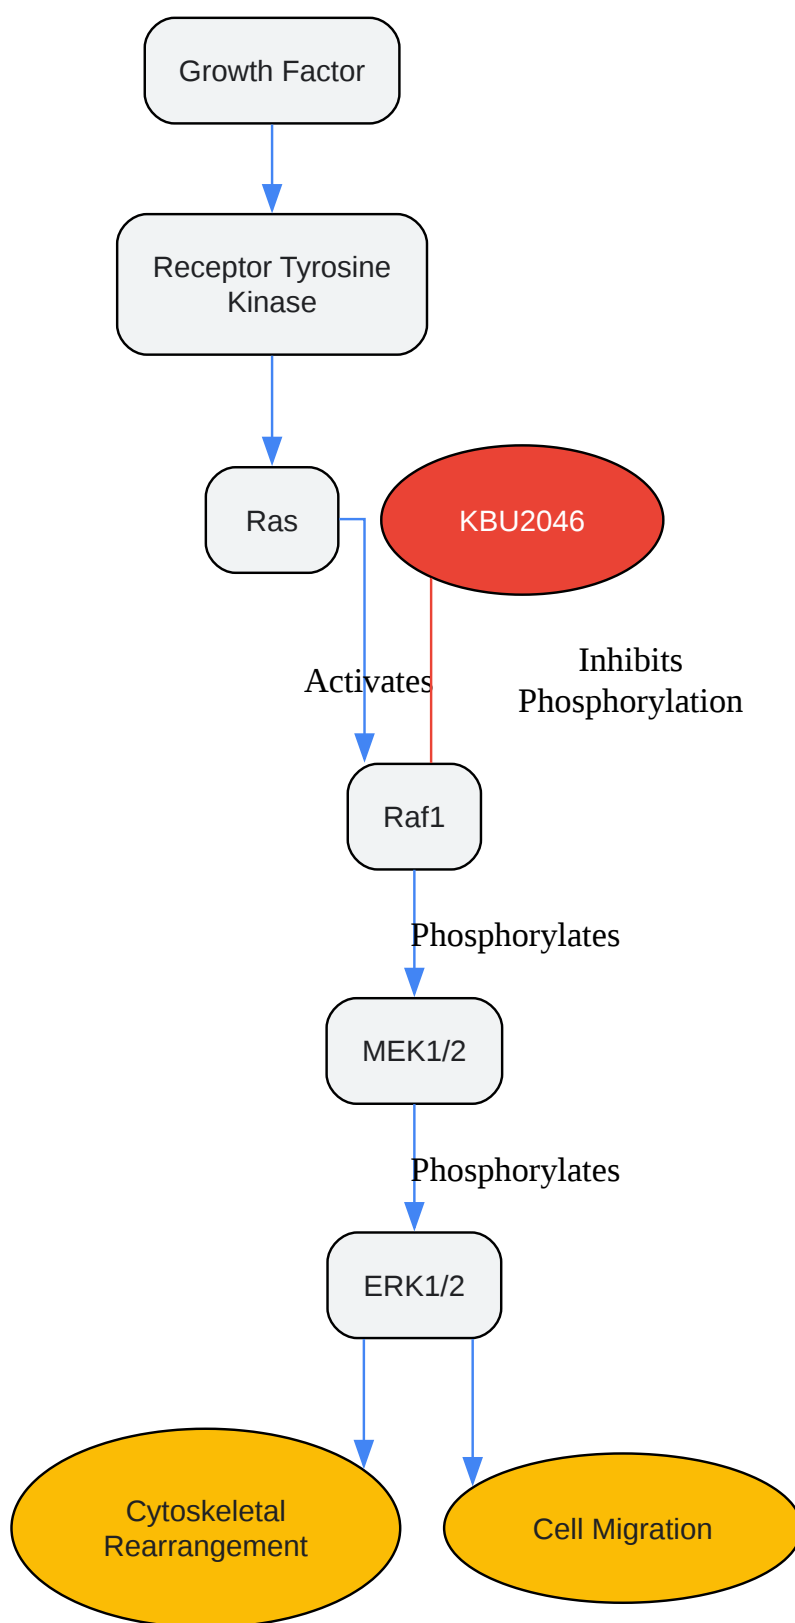 Growth Factor
Receptor Tyrosine
Kinase
Ras
KBU2046
Activates
Inhibits
Phosphorylation
Raf1
Phosphorylates
MEK1/2
Phosphorylates
ERK1/2
Cytoskeletal
Rearrangement
Cell Migration